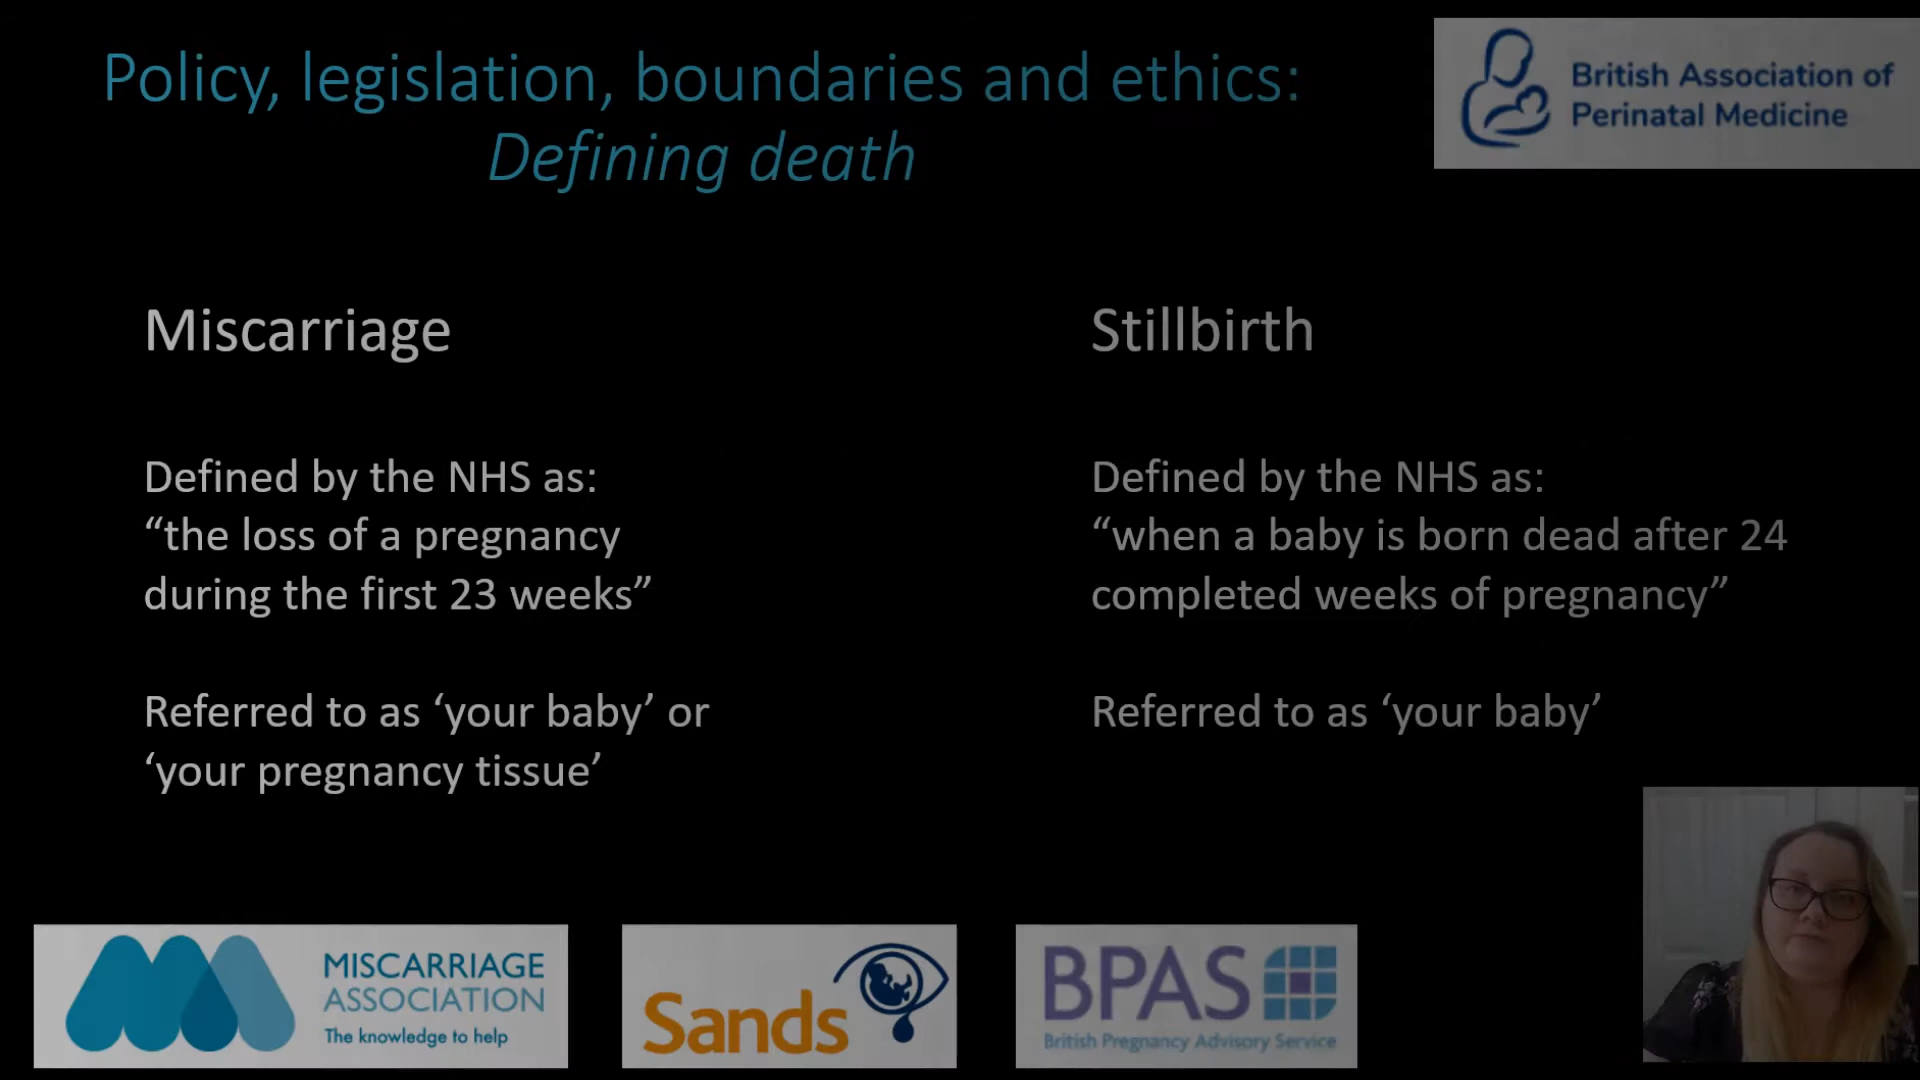 Policy, legislation, boundaries and ethics:
Defining death
British Association of
Perinatal Medicine
Miscarriage
Defined by the NHS as:
“the loss of a pregnancy
during the first 23 weeks”
Referred to as ‘your baby’ or
‘your pregnancy tissue’
Stillbirth
Defined by the NHS as:
“when a baby is born dead after 24
completed weeks of pregnancy”
Referred to as ‘your baby’
MISCARRIAGE
ASSOCIATION
The knowledge to help
Sands
BPAS
British Pregnancy Advisory Service